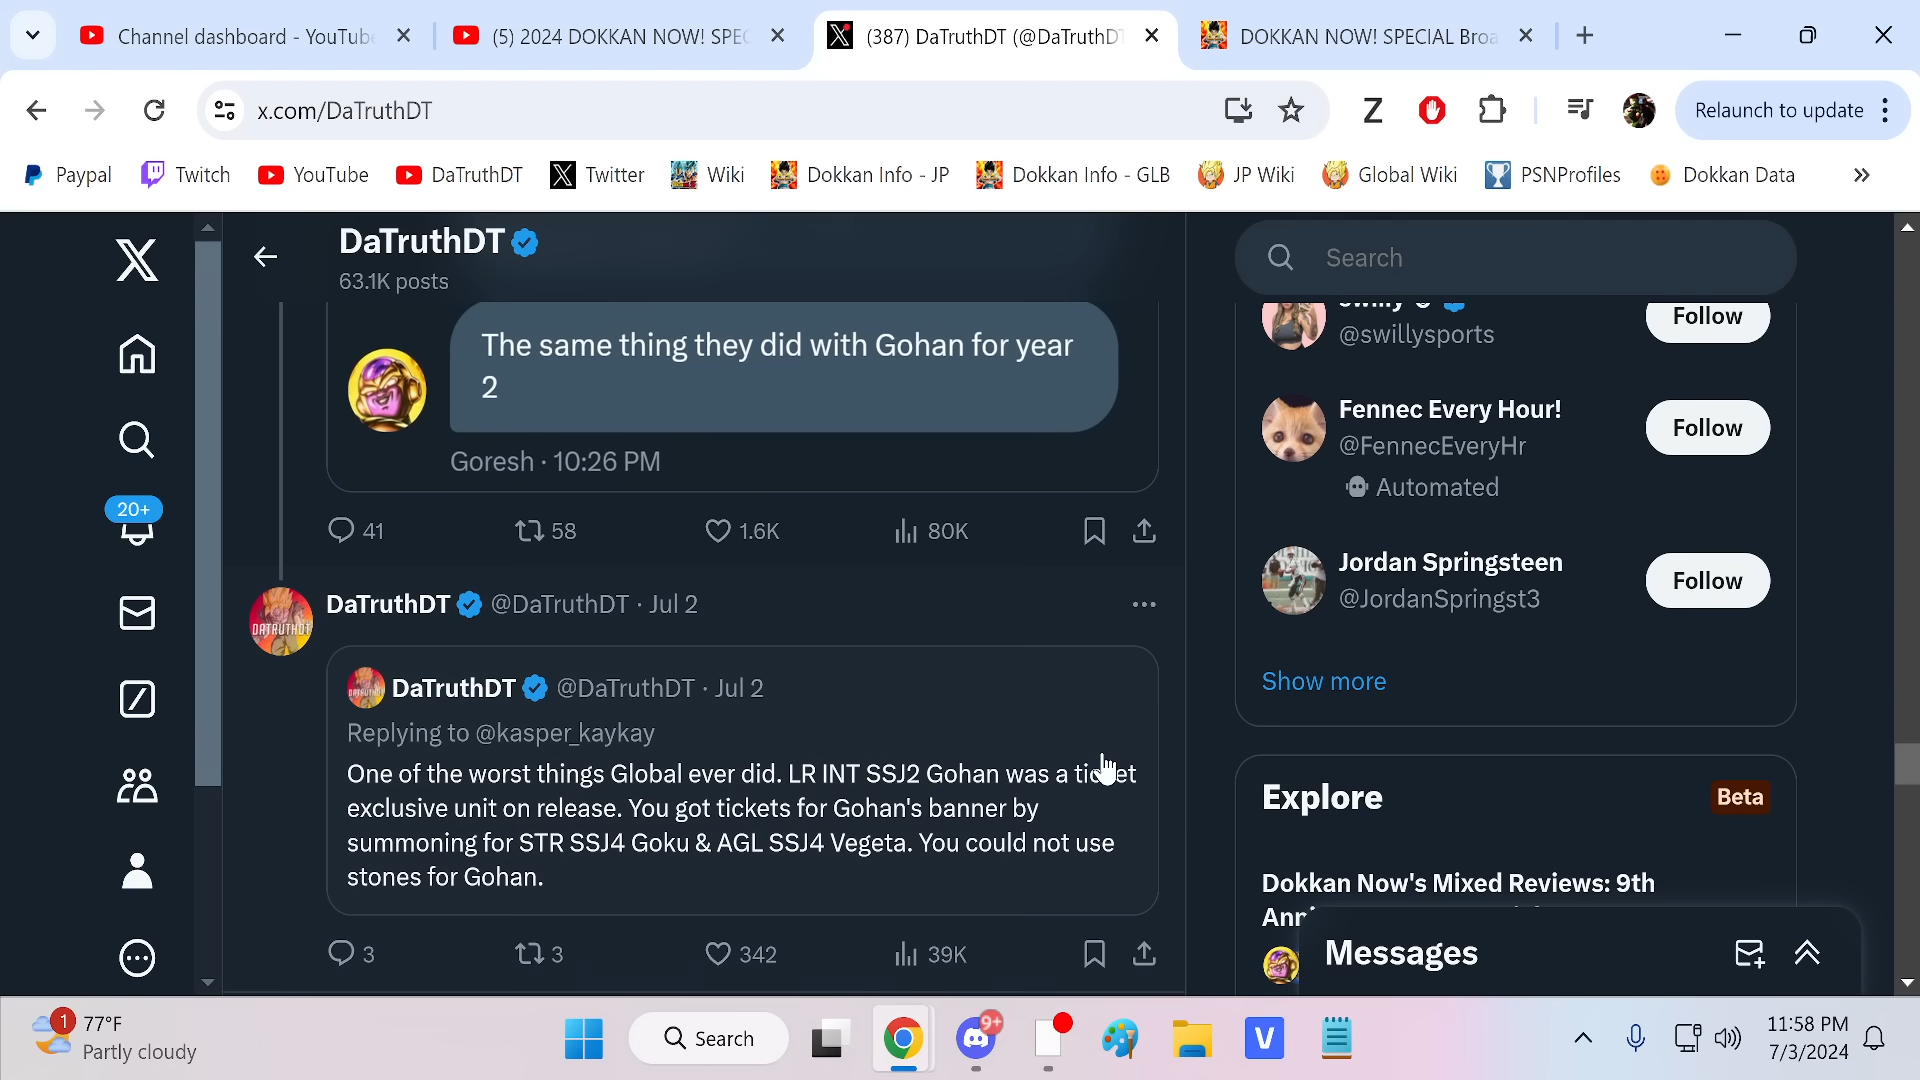 Channel dashboard - YouTube
(5) 2024 DOKKAN NOW! SPEC
(387) DaTruthDT (@DaTruthDT
DOKKAN NOW! SPECIAL Broa
x.com/DaTruthDT
Z
Relaunch to update
Paypal
Twitch
YouTube
DaTruthDT
Twitter
Wiki
Dokkan Info - JP
Dokkan Info - GLB
JP Wiki
Global Wiki
PSNProfiles
Dokkan Data
»
DaTruthDT
63.1K posts
Search
The same thing they did with Gohan for year
2
Goresh · 10:26 PM
41
58
1.6K
80K
@swillysports
Follow
Fennec Every Hour!
@FennecEveryHr
Automated
Follow
Jordan Springsteen
@JordanSpringst3
Follow
Show more
20+
DaTruthDT @DaTruthDT · Jul 2
DATRUTHDT
DaTruthDT @DaTruthDT · Jul 2
Replying to @kasper_kaykay
One of the worst things Global ever did. LR INT SSJ2 Gohan was a ticket
exclusive unit on release. You got tickets for Gohan's banner by
summoning for STR SSJ4 Goku & AGL SSJ4 Vegeta. You could not use
stones for Gohan.
3
3
342
39K
Explore
Beta
Dokkan Now's Mixed Reviews: 9th
Messages
1
77°F
Partly cloudy
Search
9+
V
11:58 PM
7/3/2024